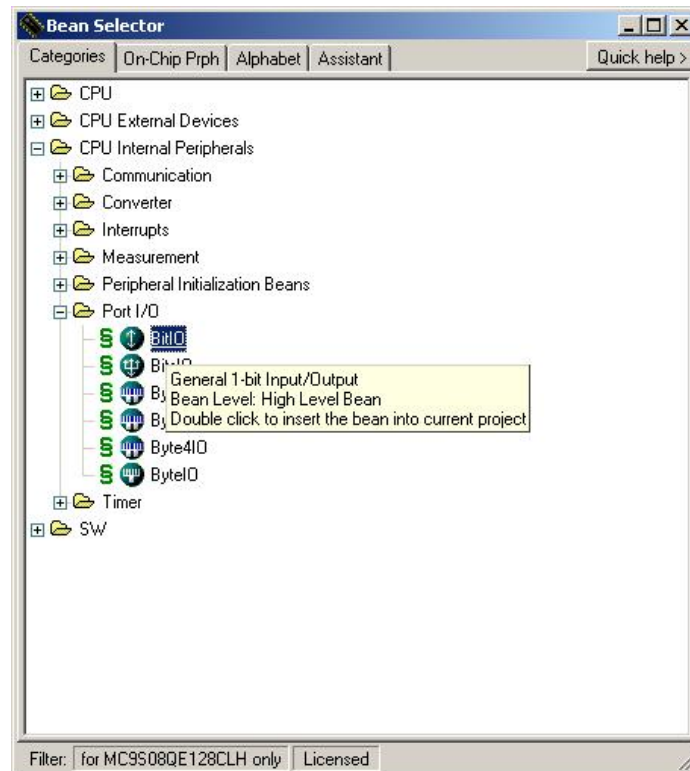 Bean Selector
Categories On-Chip Prph Alphabet Assistant Quick help >
CPU
CPU External Devices
CPU Internal Peripherals
Communication
Converter
Interrupts
Measurement
Peripheral Initialization Beans
Port I/O
BitIO
General 1-bit Input/Output
Bean Level: High Level Bean
Double click to insert the bean into current project
Byte4IO
ByteIO
Timer
SW
Filter: for MC9S08QE128CLH only Licensed